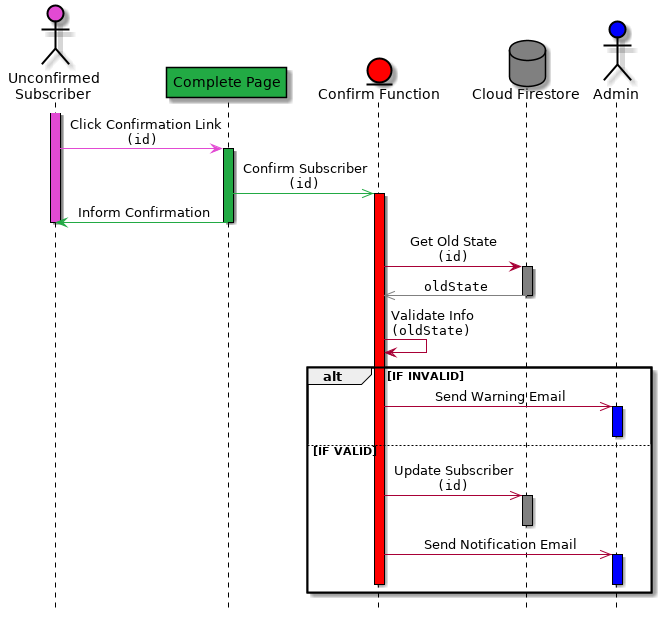 Unconfirmed
Subscriber
Complete Page
Confirm Function
Cloud Firestore
Admin
Click Confirmation Link
(id)
Confirm Subscriber
(id)
Inform Confirmation
Get Old State
(id)
oldState
Validate Info
(oldState)
alt [IF INVALID]
Send Warning Email
[IF VALID]
Update Subscriber
(id)
Send Notification Email